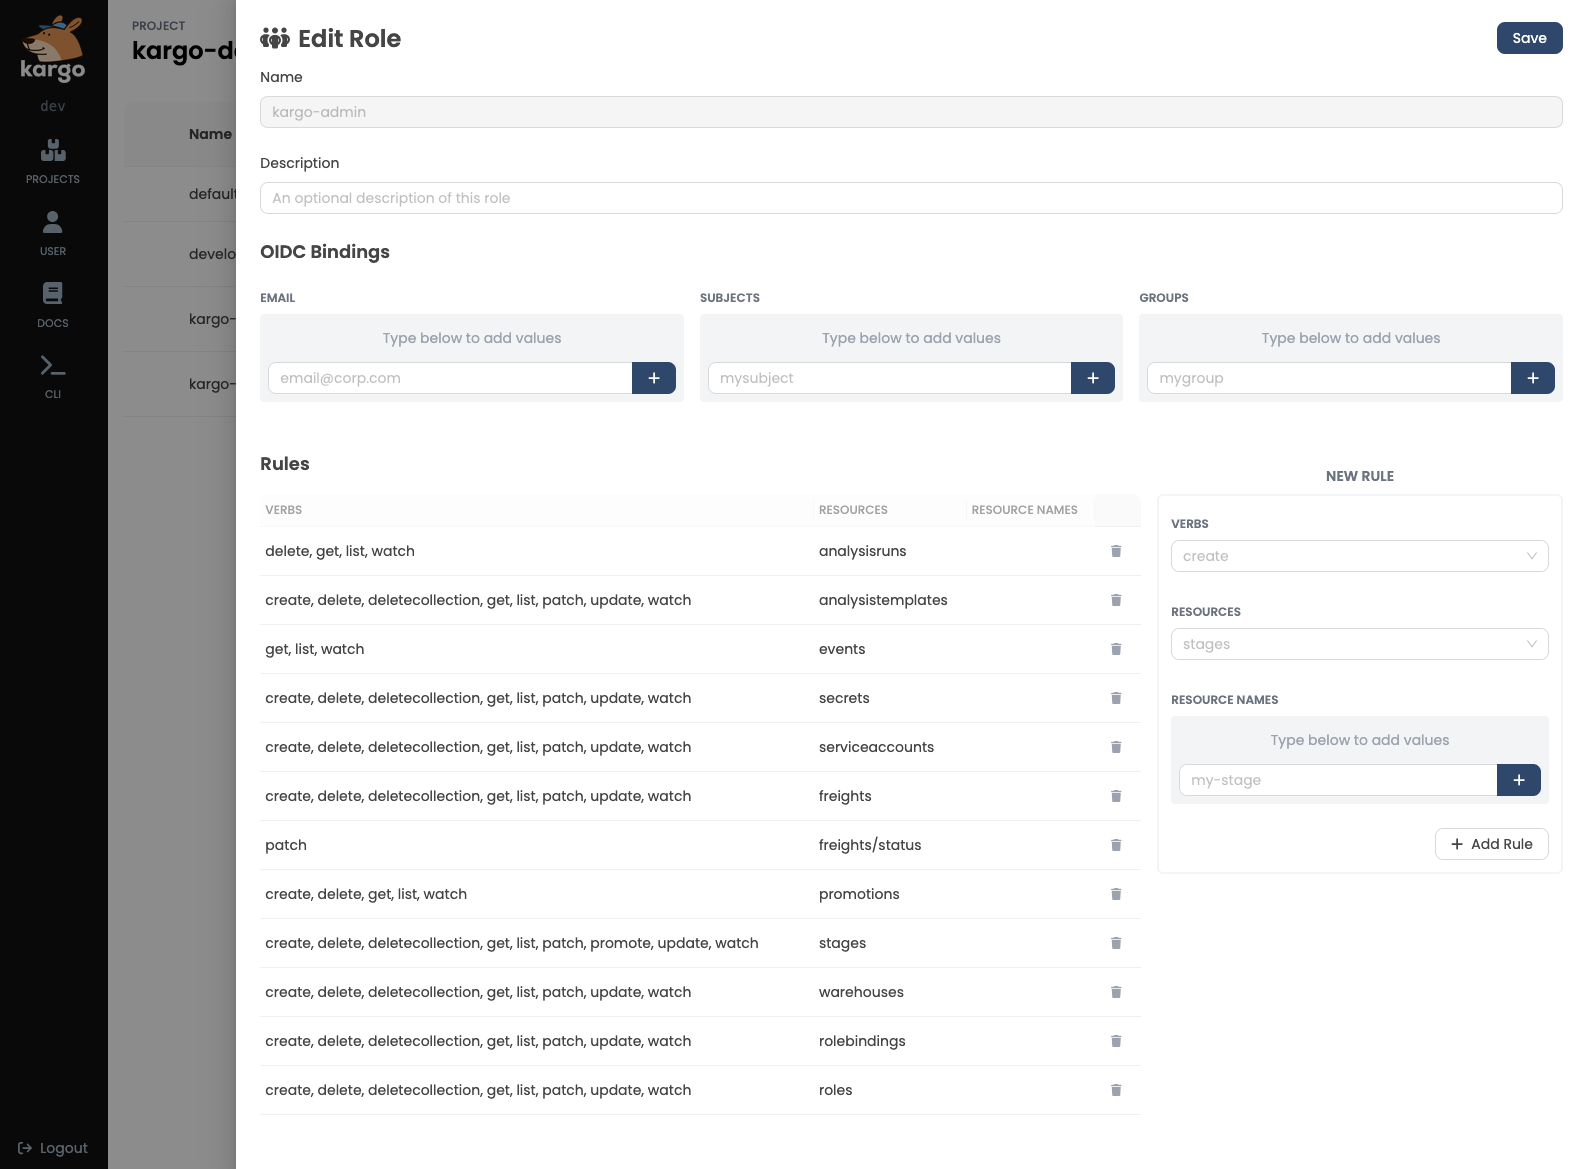 kargo
dev
PROJECTS
USER
DOCS
CLI
Logout
PROJECT
kargo-d
Name
default
develo
kargo-
kargo-
Edit Role
Save
Name
kargo-admin
Description
An optional description of this role
OIDC Bindings
EMAIL
Type below to add values
email@corp.com
SUBJECTS
Type below to add values
mysubject
GROUPS
Type below to add values
mygroup
Rules
VERBS RESOURCES RESOURCE NAMES
delete, get, list, watch analysisruns
create, delete, deletecollection, get, list, patch, update, watch analysistemplates
get, list, watch events
create, delete, deletecollection, get, list, patch, update, watch secrets
create, delete, deletecollection, get, list, patch, update, watch serviceaccounts
create, delete, deletecollection, get, list, patch, update, watch freights
patch freights/status
create, delete, get, list, watch promotions
create, delete, deletecollection, get, list, patch, promote, update, watch stages
create, delete, deletecollection, get, list, patch, update, watch warehouses
create, delete, deletecollection, get, list, patch, update, watch rolebindings
create, delete, deletecollection, get, list, patch, update, watch roles
NEW RULE
VERBS
create
RESOURCES
stages
RESOURCE NAMES
Type below to add values
my-stage
+ Add Rule